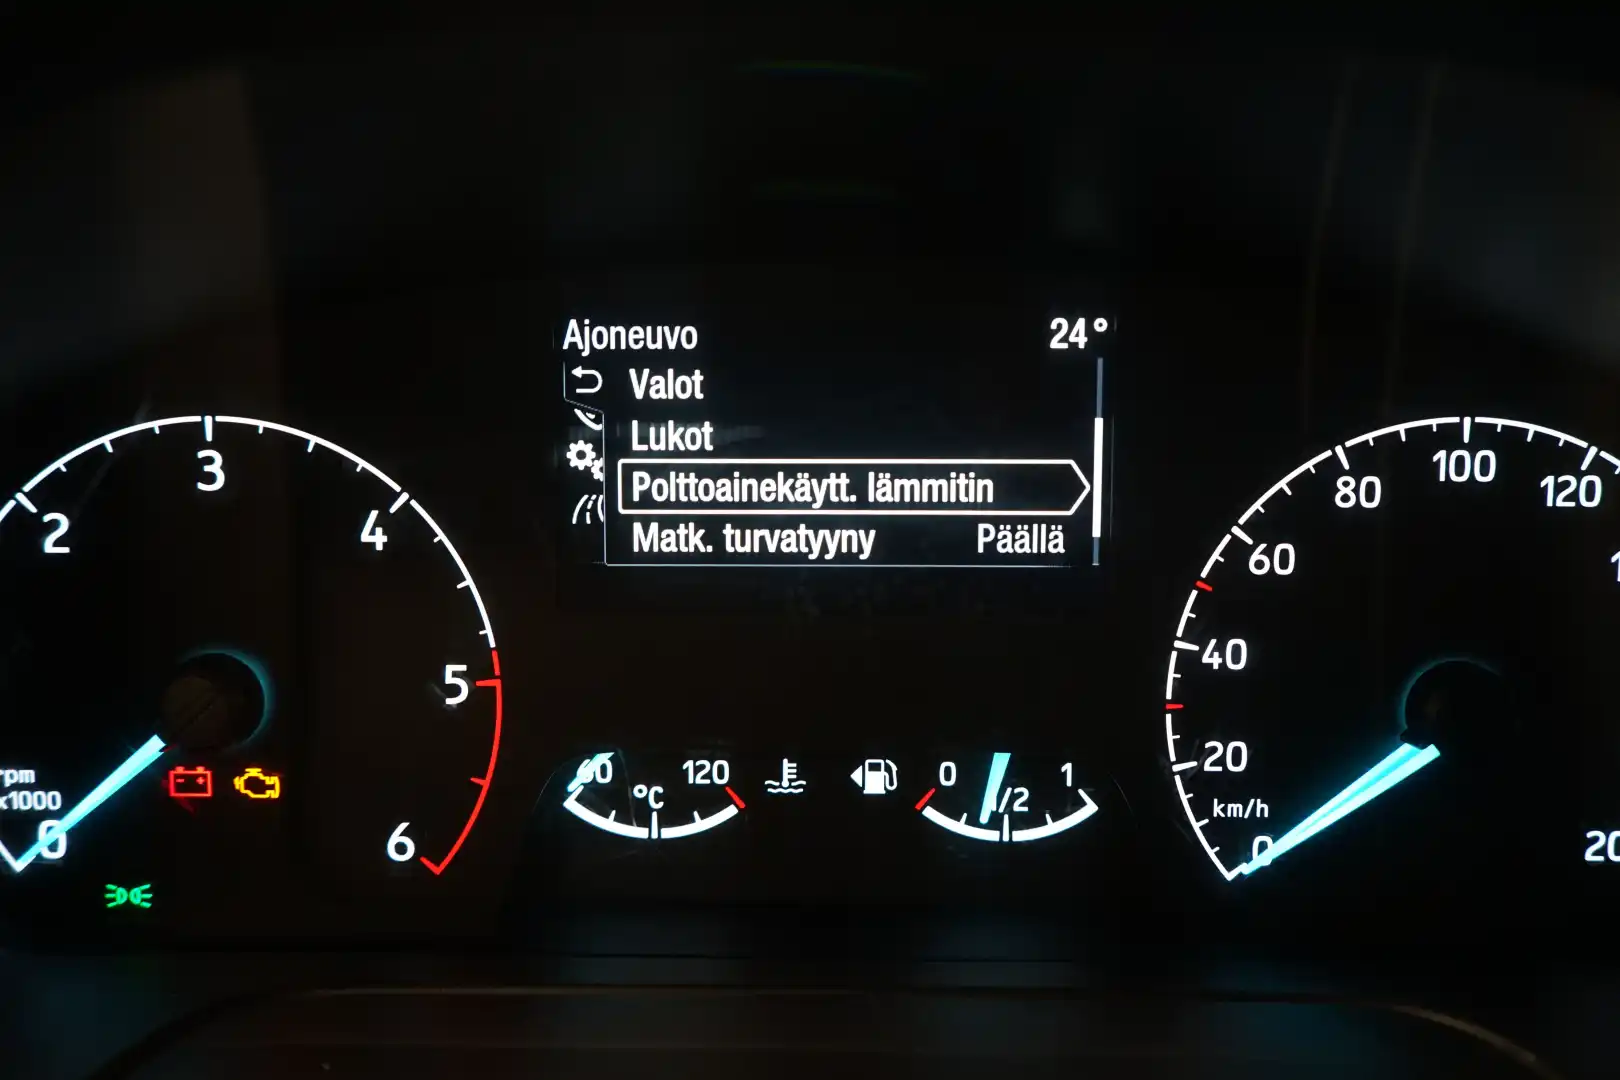 Ajoneuvo 24°
Valot
Lukot
Polttoainekäytt. lämmitin
Matk. turvatyyny Päällä
0
2
3
4
5
6
rpm
x1000
60
120
°C
0
1/2
1
0
20
40
60
80
100
120
km/h